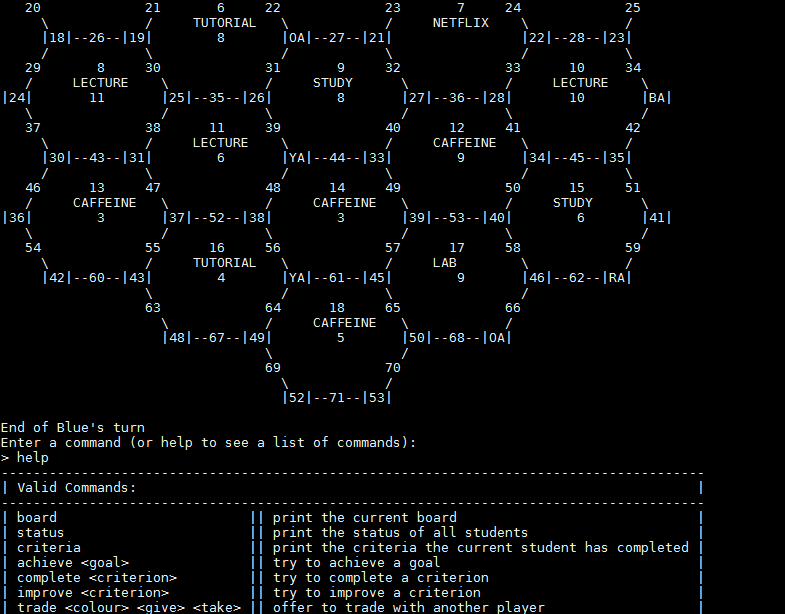 20 21 6 22 23 7 24 25
\ / TUTORIAL \ / NETFLIX \ /
|18|--26--|19| 8 |OA|--27--|21| |22|--28--|23|
/ \ / \ / \
29 8 30 31 9 32 33 10 34
/ LECTURE \ / STUDY \ / LECTURE \
|24| 11 |25|--35--|26| 8 |27|--36--|28| 10 |BA|
\ / \ / \ /
37 38 11 39 40 12 41 42
\ / LECTURE \ / CAFFEINE \ /
|30|--43--|31| 6 |YA|--44--|33| 9 |34|--45--|35|
/ \ / \ / \
46 13 47 48 14 49 50 15 51
/ CAFFEINE \ / CAFFEINE \ / STUDY \
|36| 3 |37|--52--|38| 3 |39|--53--|40| 6 |41|
\ / \ / \ /
54 55 16 56 57 17 58 59
\ / TUTORIAL \ / LAB \ /
|42|--60--|43| 4 |YA|--61--|45| 9 |46|--62--|RA|
\ / \ /
63 64 18 65 66
\ / CAFFEINE \ /
|48|--67--|49| 5 |50|--68--|OA|
\ /
69 70
\ /
|52|--71--|53|
End of Blue's turn
Enter a command (or help to see a list of commands):
> help
----------------------------------------------------------------------------------------
| Valid Commands: |
----------------------------------------------------------------------------------------
| board || print the current board |
| status || print the status of all students |
| criteria || print the criteria the current student has completed |
| achieve <goal> || try to achieve a goal |
| complete <criterion> || try to complete a criterion |
| improve <criterion> || try to improve a criterion |
| trade <colour> <give> <take> || offer to trade with another player |